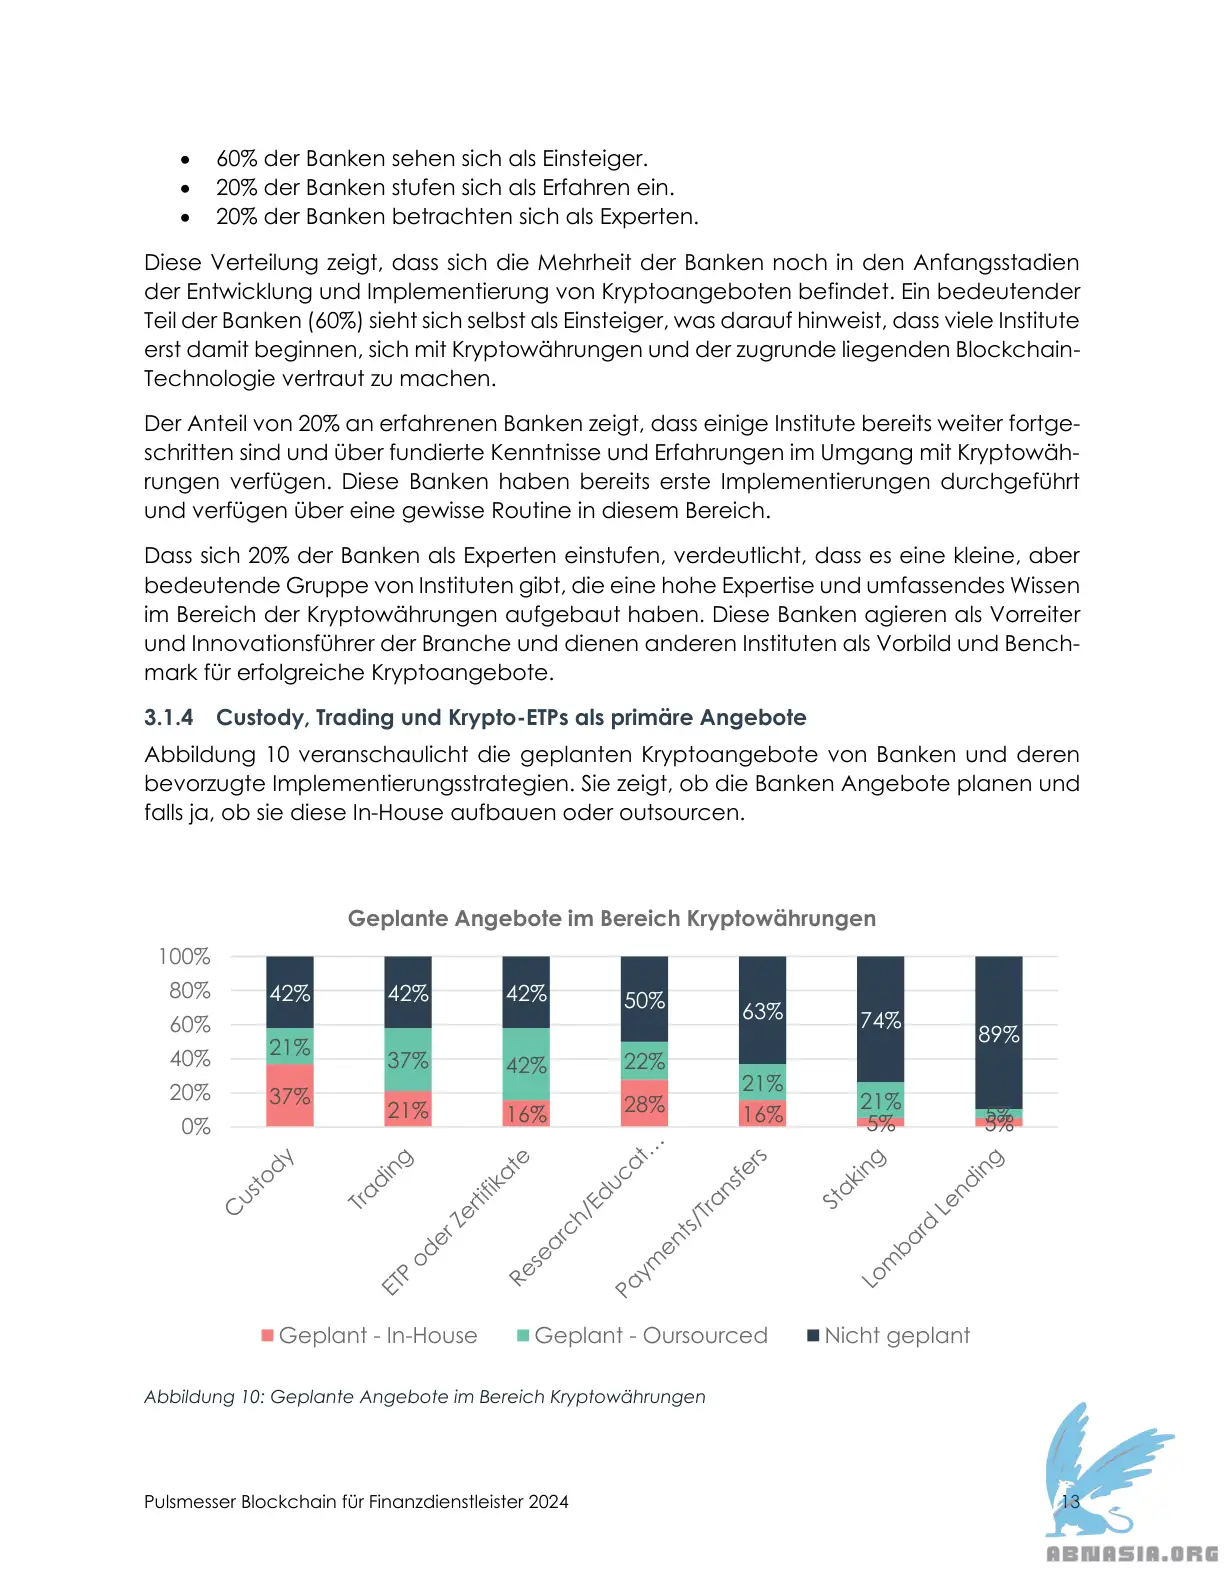 • 60% der Banken sehen sich als Einsteiger.
• 20% der Banken stufen sich als Erfahren ein.
• 20% der Banken betrachten sich als Experten.
Diese Verteilung zeigt, dass sich die Mehrheit der Banken noch in den Anfangsstadien
der Entwicklung und Implementierung von Kryptoangeboten befindet. Ein bedeutender
Teil der Banken (60%) sieht sich selbst als Einsteiger, was darauf hinweist, dass viele Institute
erst damit beginnen, sich mit Kryptowährungen und der zugrunde liegenden Blockchain-
Technologie vertraut zu machen.
Der Anteil von 20% an erfahrenen Banken zeigt, dass einige Institute bereits weiter fortge-
schritten sind und über fundierte Kenntnisse und Erfahrungen im Umgang mit Kryptowäh-
rungen verfügen. Diese Banken haben bereits erste Implementierungen durchgeführt
und verfügen über eine gewisse Routine in diesem Bereich.
Dass sich 20% der Banken als Experten einstufen, verdeutlicht, dass es eine kleine, aber
bedeutende Gruppe von Instituten gibt, die eine hohe Expertise und umfassendes Wissen
im Bereich der Kryptowährungen aufgebaut haben. Diese Banken agieren als Vorreiter
und Innovationsführer der Branche und dienen anderen Instituten als Vorbild und Bench-
mark für erfolgreiche Kryptoangebote.
3.1.4 Custody, Trading und Krypto-ETPs als primäre Angebote
Abbildung 10 veranschaulicht die geplanten Kryptoangebote von Banken und deren
bevorzugte Implementierungsstrategien. Sie zeigt, ob die Banken Angebote planen und
falls ja, ob sie diese In-House aufbauen oder outsourcen.
Geplante Angebote im Bereich Kryptowährungen
100%
80%
60%
40%
20%
0%
42% 42% 42% 50% 63% 74% 89%
21% 37% 42% 22% 21% 21% 5%
37% 21% 16% 28% 16% 5% 5%
Custody
Trading
ETP oder Zertifikate
Research/Educat...
Payments/Transfers
Staking
Lombard Lending
Geplant - In-House Geplant - Oursourced Nicht geplant
Abbildung 10: Geplante Angebote im Bereich Kryptowährungen
Pulsmesser Blockchain für Finanzdienstleister 2024 13
ABNASIA.ORG